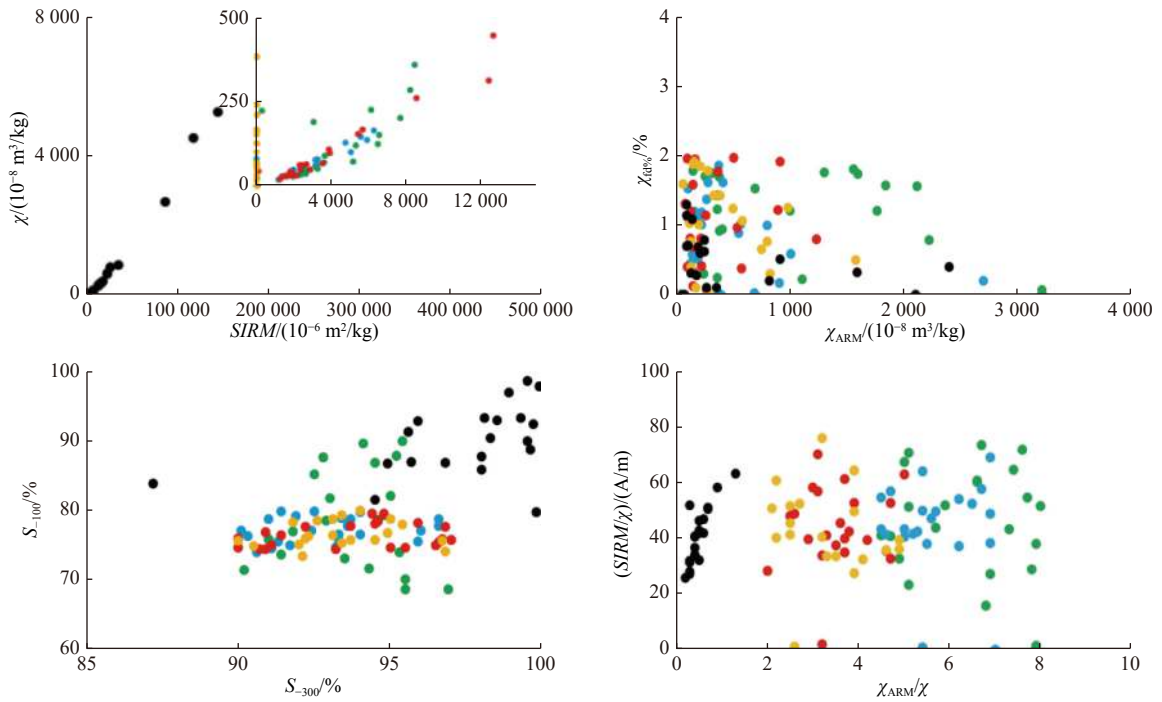 8 000
4 000
0
χ/(10⁻⁸ m³/kg)
500
250
0
0 4 000 8 000 12 000
0 100 000 200 000 300 000 400 000 500 000
SIRM/(10⁻⁶ m²/kg)
4
3
2
1
0
χfd%/%
0 1 000 2 000 3 000 4 000
χARM/(10⁻⁸ m³/kg)
100
90
80
70
60
S₋₁₀₀/%
85 90 95 100
S₋₃₀₀/%
100
80
60
40
20
0
(SIRM/χ)/(A/m)
0 2 4 6 8 10
χARM/χ